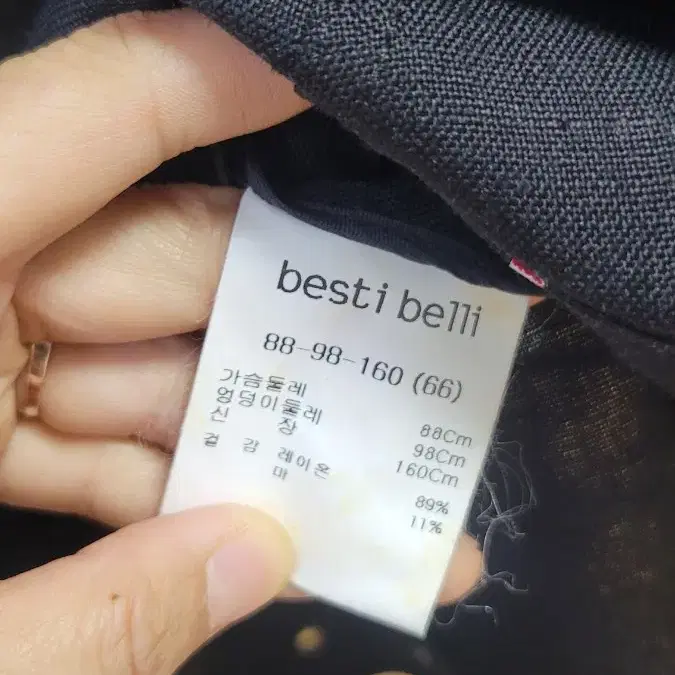 besti belli
88-98-160 (66)
가슴둘레 88Cm
엉덩이둘레 98Cm
신 장 160Cm
겉 감 레이온 89%
마 11%